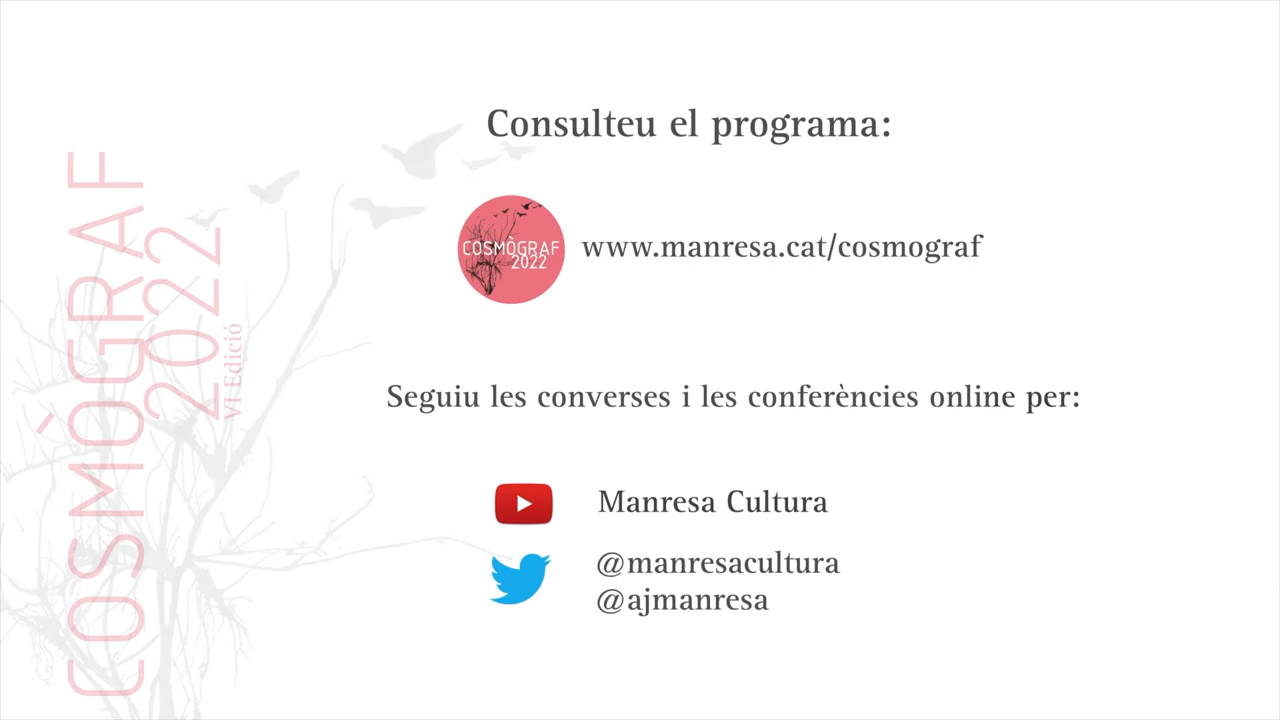 COSMÒGRAF
2022
VI Edició
Consulteu el programa:
COSMÒGRAF
2022
www.manresa.cat/cosmograf
Seguiu les converses i les conferències online per:
Manresa Cultura
@manresacultura
@ajmanresa